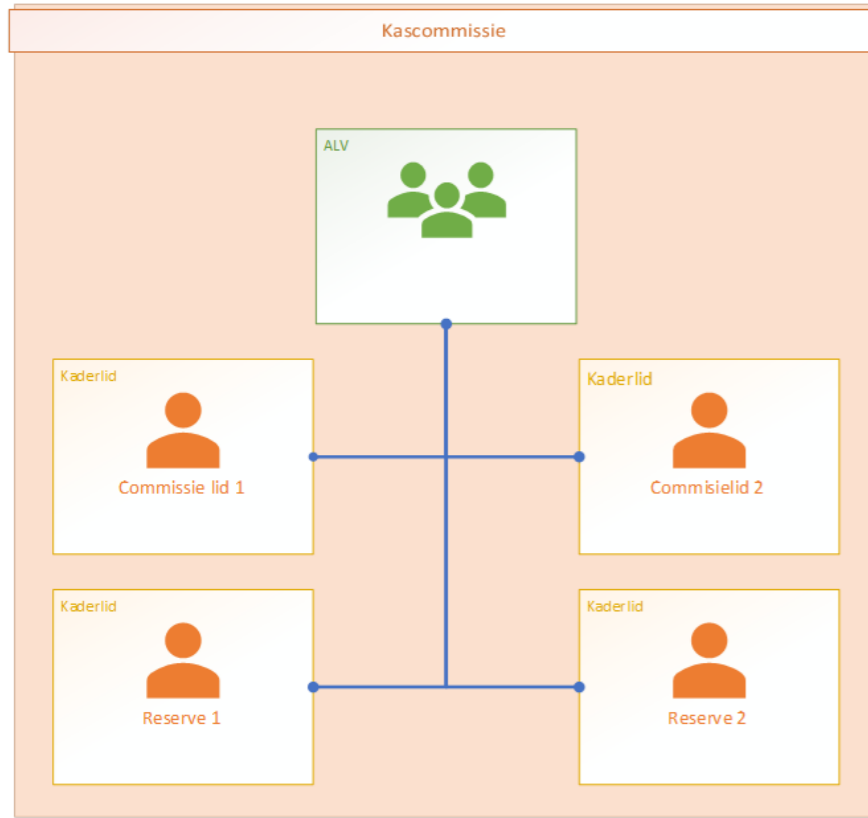 Kascommissie
ALV
Kaderlid
Commissie lid 1
Kaderlid
Commisielid 2
Kaderlid
Reserve 1
Kaderlid
Reserve 2